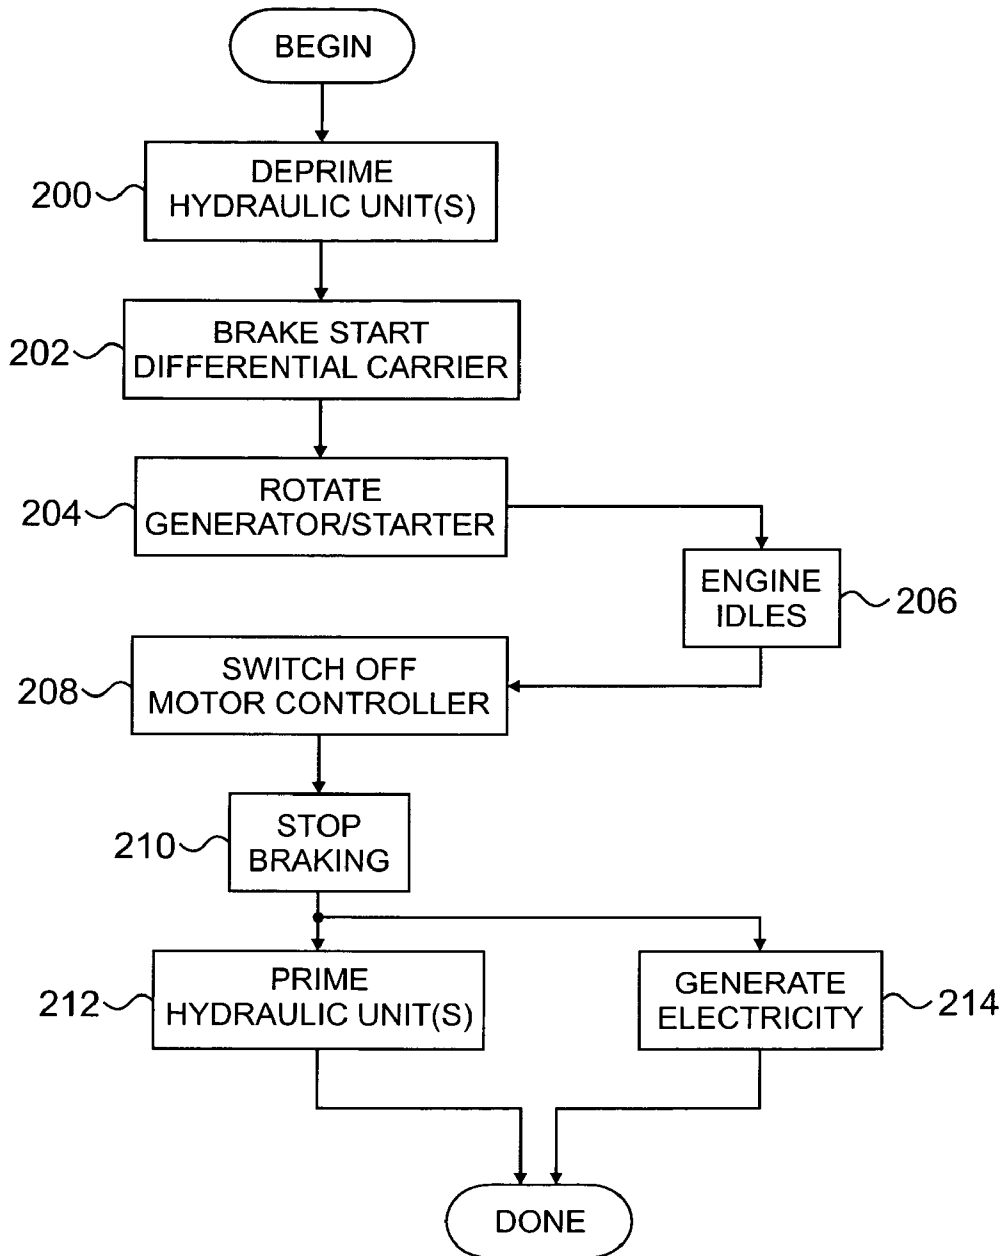 BEGIN
200
DEPRIME
HYDRAULIC UNIT(S)
202
BRAKE START
DIFFERENTIAL CARRIER
204
ROTATE
GENERATOR/STARTER
ENGINE
IDLES
206
208
SWITCH OFF
MOTOR CONTROLLER
210
STOP
BRAKING
212
PRIME
HYDRAULIC UNIT(S)
GENERATE
ELECTRICITY
214
DONE